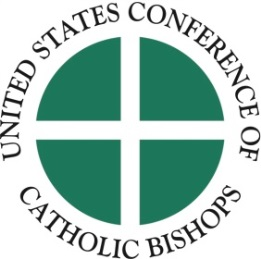 UNITED STATES CONFERENCE OF
CATHOLIC BISHOPS